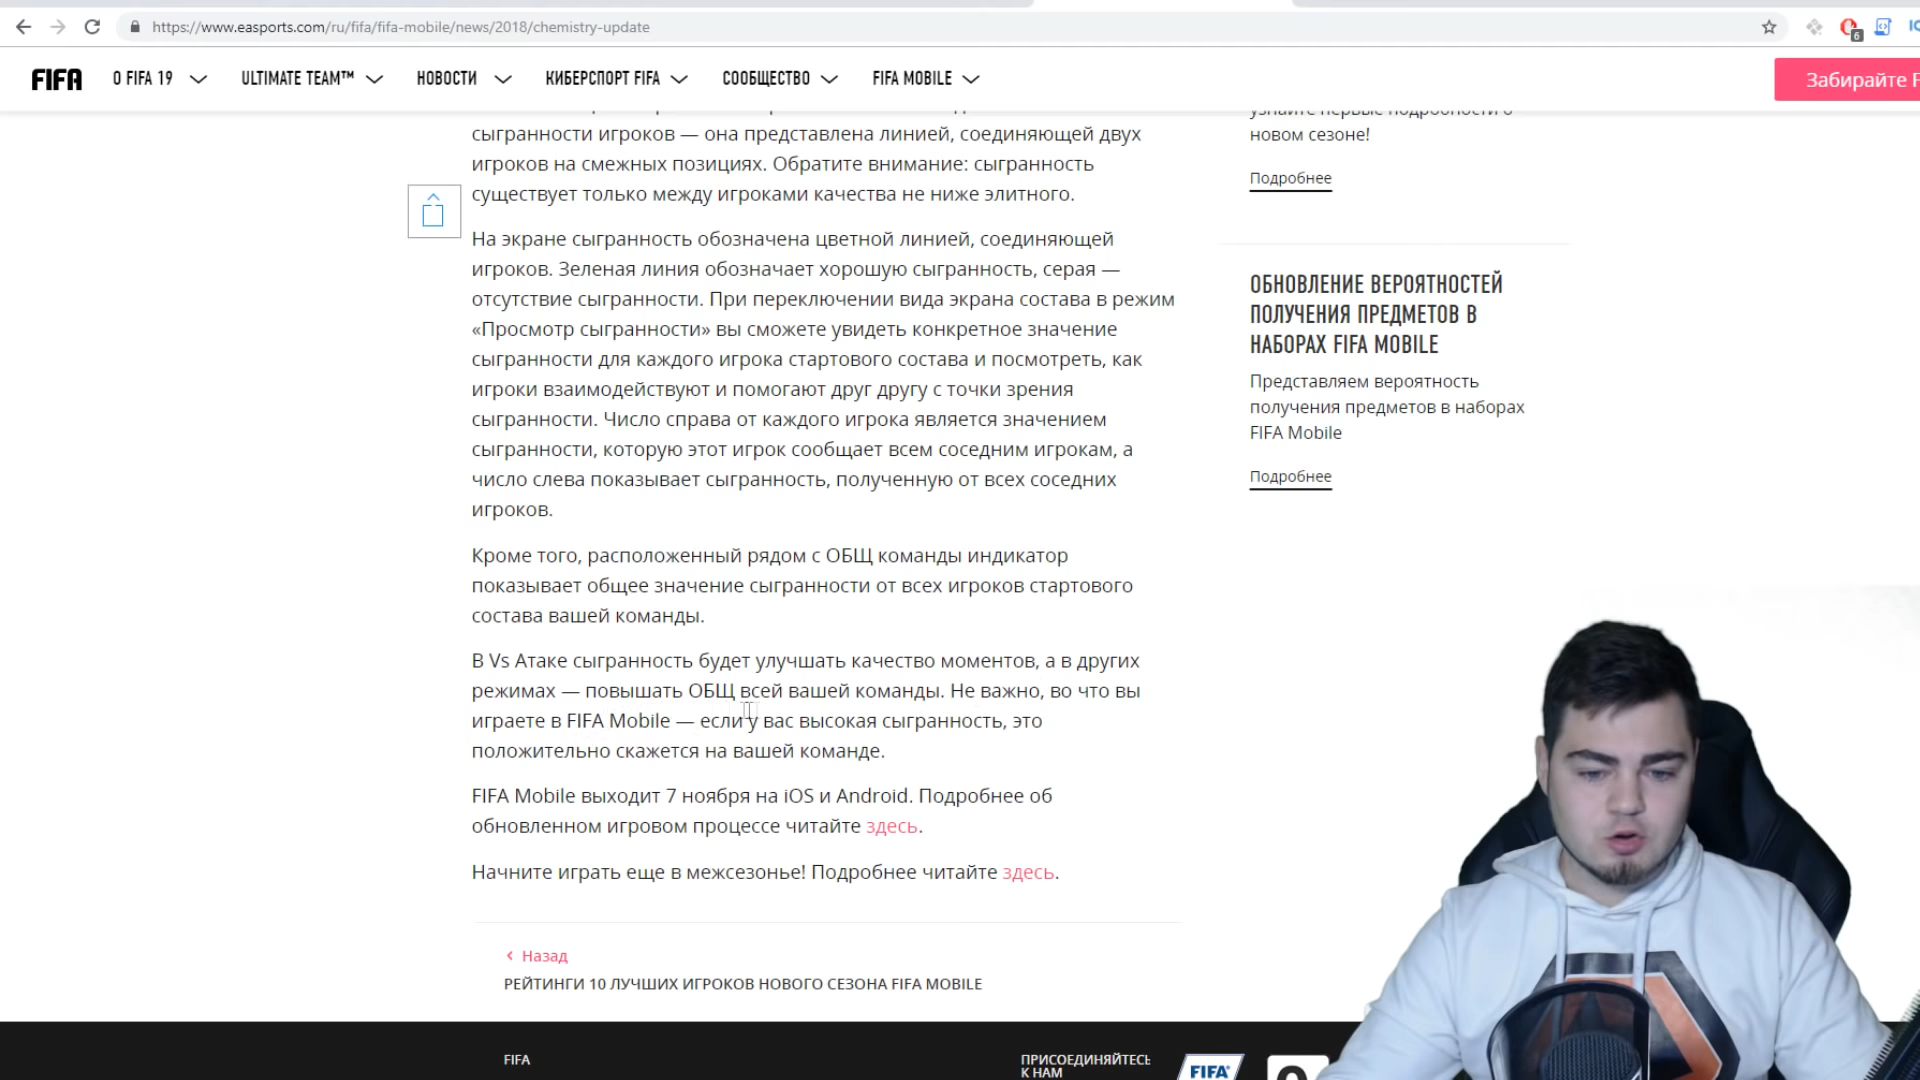 https://www.easports.com/ru/fifa/fifa-mobile/news/2018/chemistry-update
6
FIFA
О FIFA 19
ULTIMATE TEAM™
НОВОСТИ
КИБЕРСПОРТ FIFA
СООБЩЕСТВО
FIFA MOBILE
Забирайте F
сыгранности игроков — она представлена линией, соединяющей двух
игроков на смежных позициях. Обратите внимание: сыгранность
существует только между игроками качества не ниже элитного.
На экране сыгранность обозначена цветной линией, соединяющей
игроков. Зеленая линия обозначает хорошую сыгранность, серая —
отсутствие сыгранности. При переключении вида экрана состава в режим
«Просмотр сыгранности» вы сможете увидеть конкретное значение
сыгранности для каждого игрока стартового состава и посмотреть, как
игроки взаимодействуют и помогают друг другу с точки зрения
сыгранности. Число справа от каждого игрока является значением
сыгранности, которую этот игрок сообщает всем соседним игрокам, а
число слева показывает сыгранность, полученную от всех соседних
игроков.
Кроме того, расположенный рядом с ОБЩ команды индикатор
показывает общее значение сыгранности от всех игроков стартового
состава вашей команды.
В Vs Атаке сыгранность будет улучшать качество моментов, а в других
режимах — повышать ОБЩ всей вашей команды. Не важно, во что вы
играете в FIFA Mobile — если у вас высокая сыгранность, это
положительно скажется на вашей команде.
FIFA Mobile выходит 7 ноября на iOS и Android. Подробнее об
обновленном игровом процессе читайте здесь.
Начните играть еще в межсезонье! Подробнее читайте здесь.
Назад
РЕЙТИНГИ 10 ЛУЧШИХ ИГРОКОВ НОВОГО СЕЗОНА FIFA MOBILE
узнайте первые подробности о
новом сезоне!
Подробнее
ОБНОВЛЕНИЕ ВЕРОЯТНОСТЕЙ
ПОЛУЧЕНИЯ ПРЕДМЕТОВ В
НАБОРАХ FIFA MOBILE
Представляем вероятность
получения предметов в наборах
FIFA Mobile
Подробнее
FIFA
ПРИСОЕДИНЯЙТЕСЬ
К НАМ
FIFA